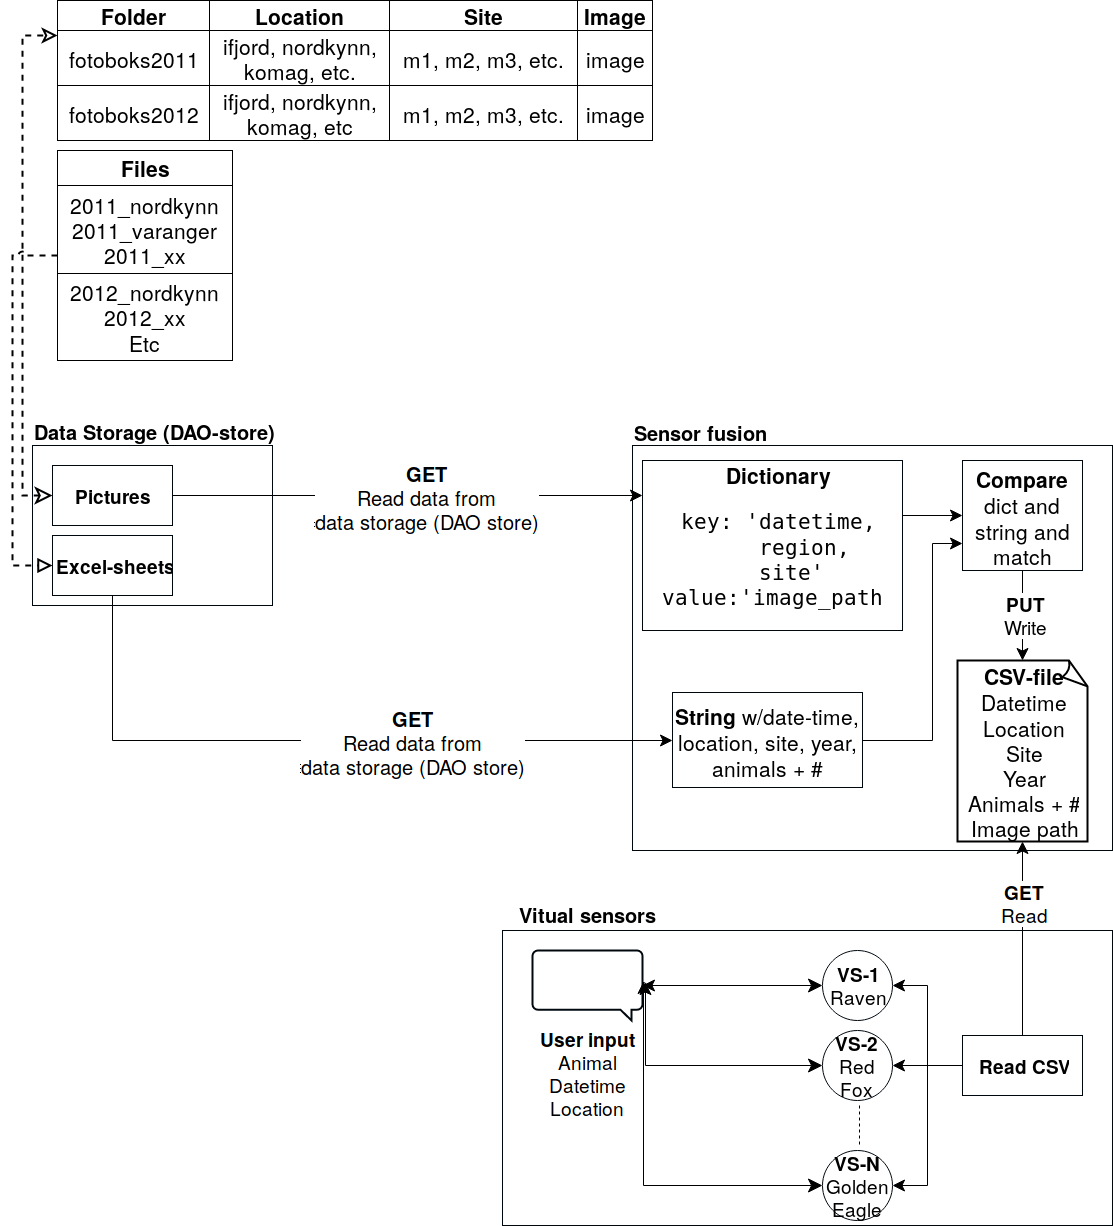 Folder Location Site Image
fotoboks2011
ifjord, nordkynn,
komag, etc.
m1, m2, m3, etc.
image
fotoboks2012
ifjord, nordkynn,
komag, etc
m1, m2, m3, etc.
image
Files
2011_nordkynn
2011_varanger
2011_xx
2012_nordkynn
2012_xx
Etc
Data Storage (DAO-store)
Pictures
Excel-sheets
GET
Read data from
data storage (DAO store)
GET
Read data from
data storage (DAO store)
Sensor fusion
Dictionary
key: 'datetime,
region,
site'
value:'image_path
Compare
dict and
string and
match
PUT
Write
String w/date-time,
location, site, year,
animals + #
CSV-file
Datetime
Location
Site
Year
Animals + #
Image path
GET
Read
Vitual sensors
User Input
Animal
Datetime
Location
VS-1
Raven
VS-2
Red
Fox
VS-N
Golden
Eagle
Read CSV